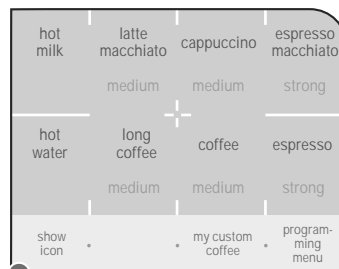 hot milk
latte macchiato
cappuccino
espresso macchiato
medium
medium
strong
hot water
long coffee
coffee
espresso
medium
medium
strong
show icon
my custom coffee
program-
ming
menu